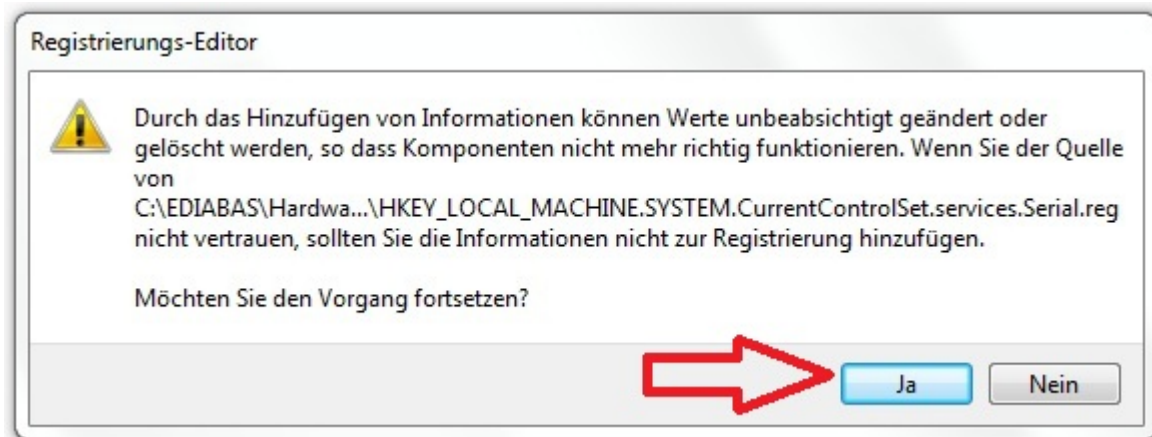 Registrierungs-Editor
Durch das Hinzufügen von Informationen können Werte unbeabsichtigt geändert oder
gelöscht werden, so dass Komponenten nicht mehr richtig funktionieren. Wenn Sie der Quelle
von
C:\EDIABAS\Hardwa...\HKEY_LOCAL_MACHINE.SYSTEM.CurrentControlSet.services.Serial.reg
nicht vertrauen, sollten Sie die Informationen nicht zur Registrierung hinzufügen.
Möchten Sie den Vorgang fortsetzen?
Ja Nein